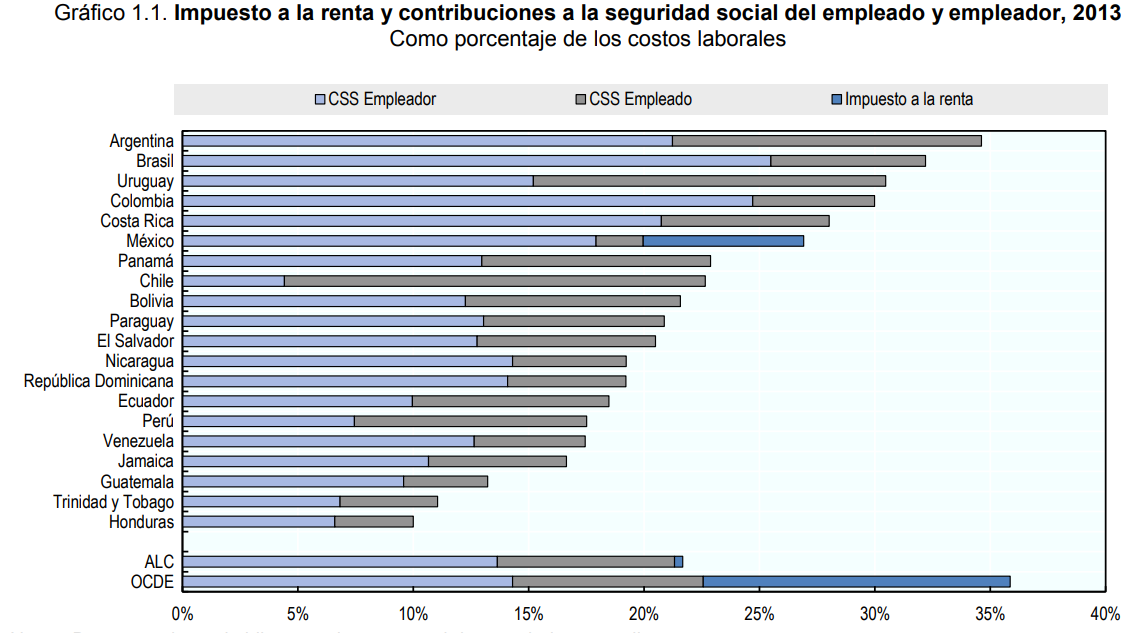 Gráfico 1.1. Impuesto a la renta y contribuciones a la seguridad social del empleado y empleador, 2013
Como porcentaje de los costos laborales
CSS Empleador CSS Empleado Impuesto a la renta
Argentina
Brasil
Uruguay
Colombia
Costa Rica
México
Panamá
Chile
Bolivia
Paraguay
El Salvador
Nicaragua
República Dominicana
Ecuador
Perú
Venezuela
Jamaica
Guatemala
Trinidad y Tobago
Honduras
ALC
OCDE
0% 5% 10% 15% 20% 25% 30% 35% 40%